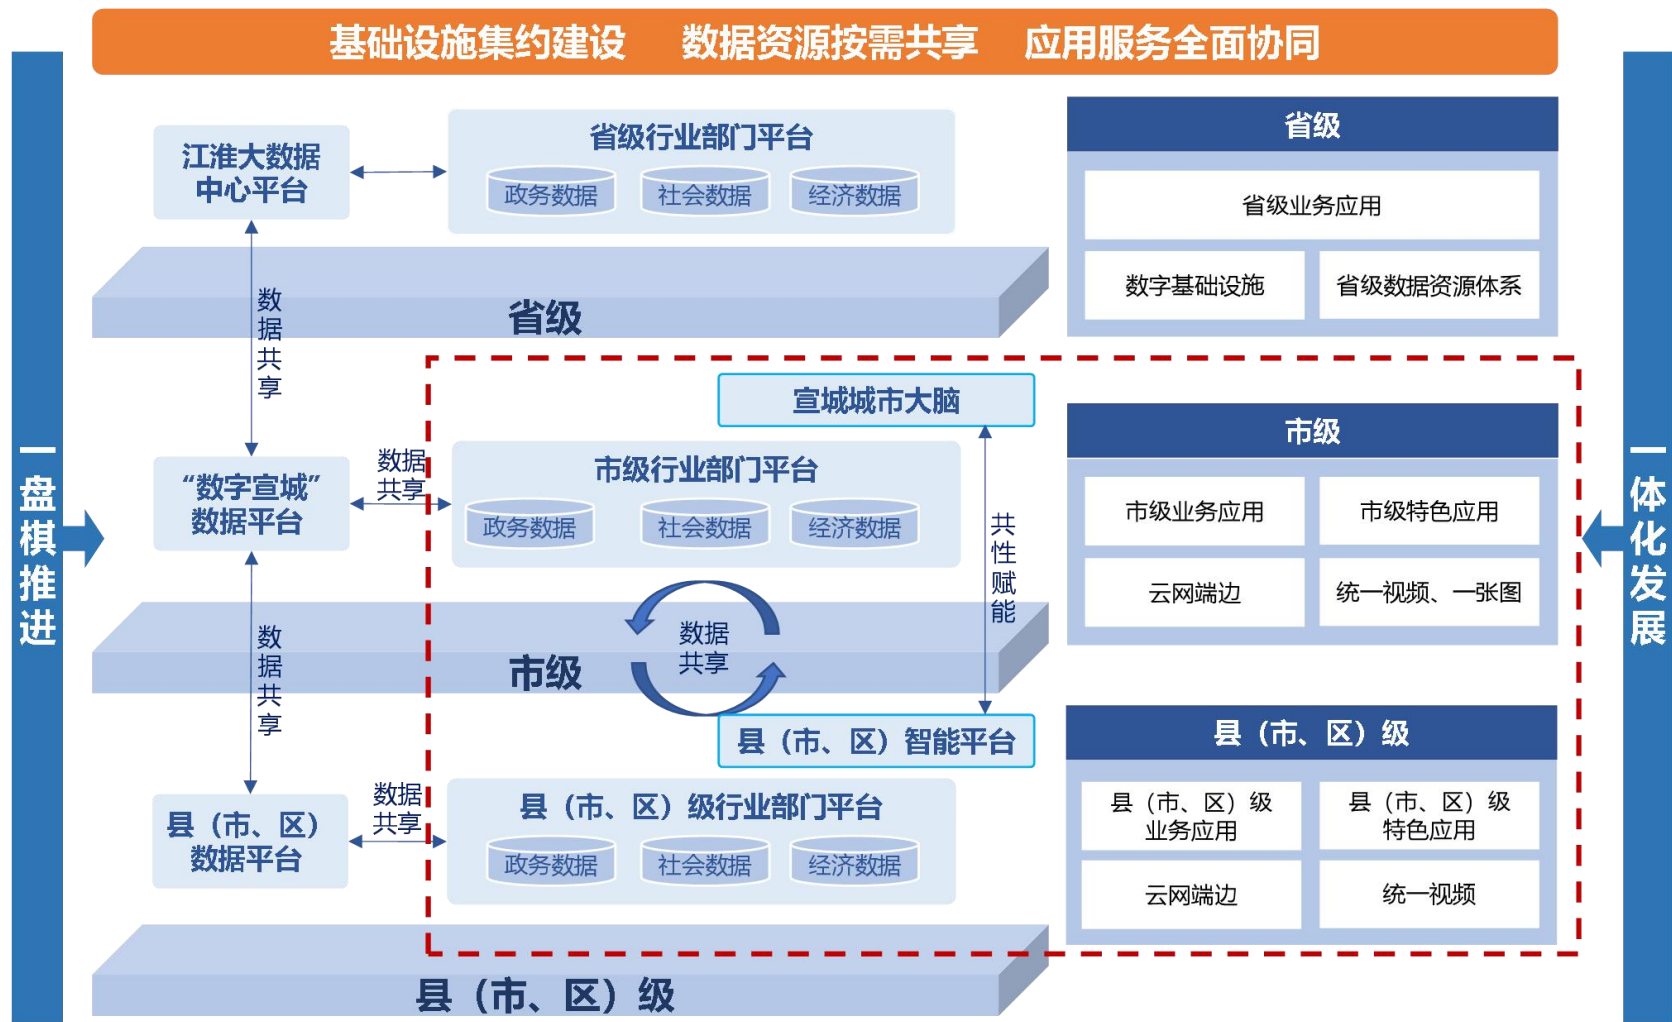 基础设施集约建设 数据资源按需共享 应用服务全面协同
一盘棋推进
江淮大数据
中心平台
省级行业部门平台
政务数据
社会数据
经济数据
数据共享
省级
省级
省级业务应用
数字基础设施
省级数据资源体系
宣城城市大脑
“数字宣城”
数据平台
数据
共享
市级行业部门平台
政务数据
社会数据
经济数据
共性赋能
数据
共享
市级
数据共享
县（市、区）智能平台
市级
市级业务应用
市级特色应用
云网端边
统一视频、一张图
县（市、区）
数据平台
数据
共享
县（市、区）级行业部门平台
政务数据
社会数据
经济数据
县（市、区）级
县（市、区）级
县（市、区）级
业务应用
县（市、区）级
特色应用
云网端边
统一视频
一体化发展